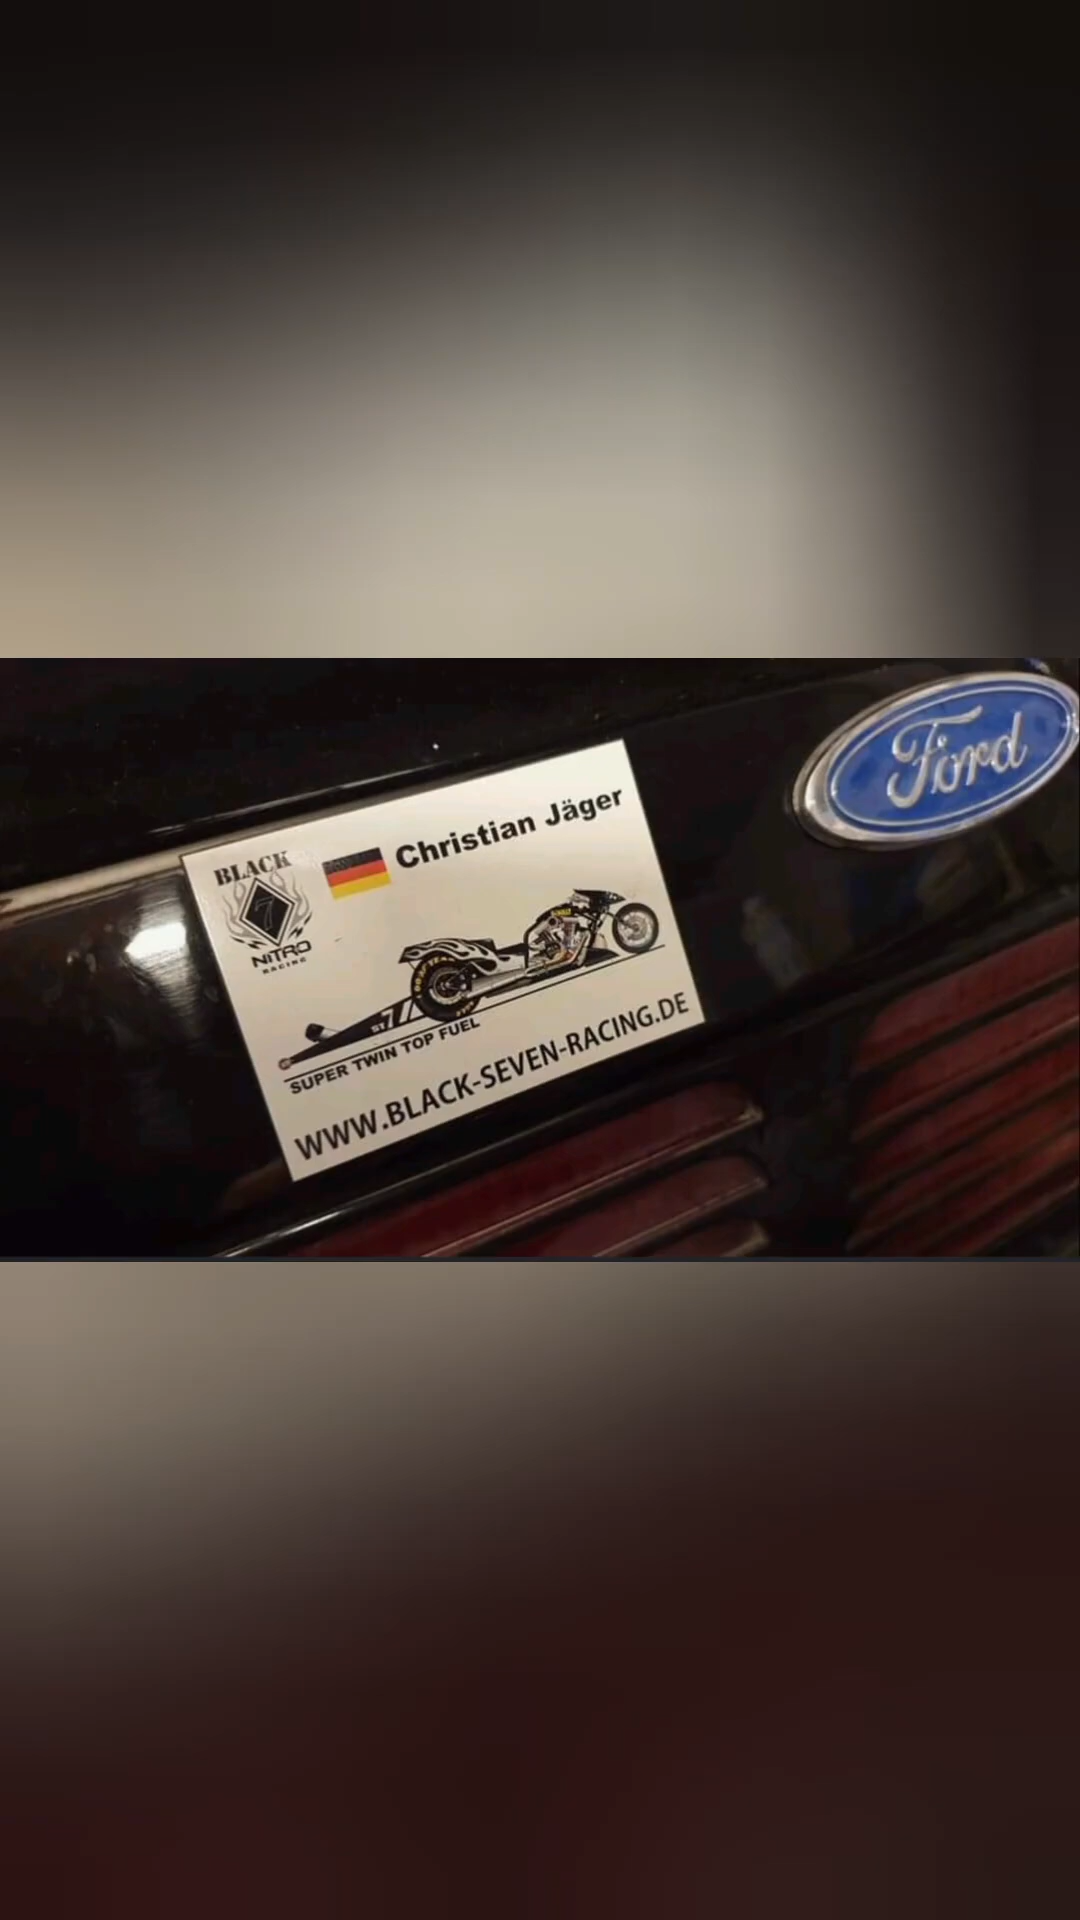 BLACK
7
NITRO
RACING
Christian Jäger
SUPER TWIN TOP FUEL
WWW.BLACK-SEVEN-RACING.DE
Ford